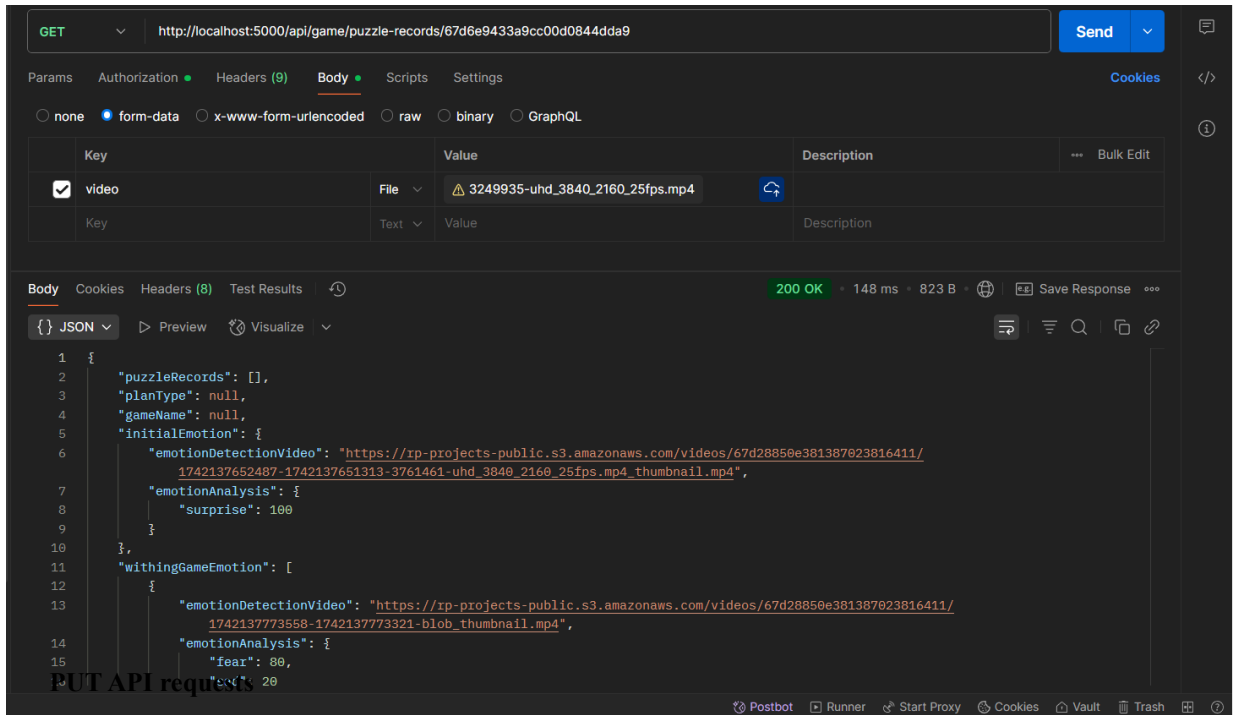 GET http://localhost:5000/api/game/puzzle-records/67d6e9433a9cc00d0844dda9 Send
Params Authorization Headers (9) Body Scripts Settings Cookies
none form-data x-www-form-urlencoded raw binary GraphQL
Key Value Description Bulk Edit
video File 3249935-uhd_3840_2160_25fps.mp4
Key Text Value Description
Body Cookies Headers (8) Test Results 200 OK 148 ms 823 B e.g. Save Response
{} JSON Preview Visualize
1 {
2 "puzzleRecords": [],
3 "planType": null,
4 "gameName": null,
5 "initialEmotion": {
6 "emotionDetectionVideo": "https://rp-projects-public.s3.amazonaws.com/videos/67d28850e381387023816411/
1742137652487-1742137651313-3761461-uhd_3840_2160_25fps.mp4_thumbnail.mp4",
7 "emotionAnalysis": {
8 "surprise": 100
9 }
10 },
11 "withingGameEmotion": [
12 {
13 "emotionDetectionVideo": "https://rp-projects-public.s3.amazonaws.com/videos/67d28850e381387023816411/
1742137773558-1742137773321-blob_thumbnail.mp4",
14 "emotionAnalysis": {
15 "fear": 80,
20
PUT API requests
Postbot Runner Start Proxy Cookies Vault Trash